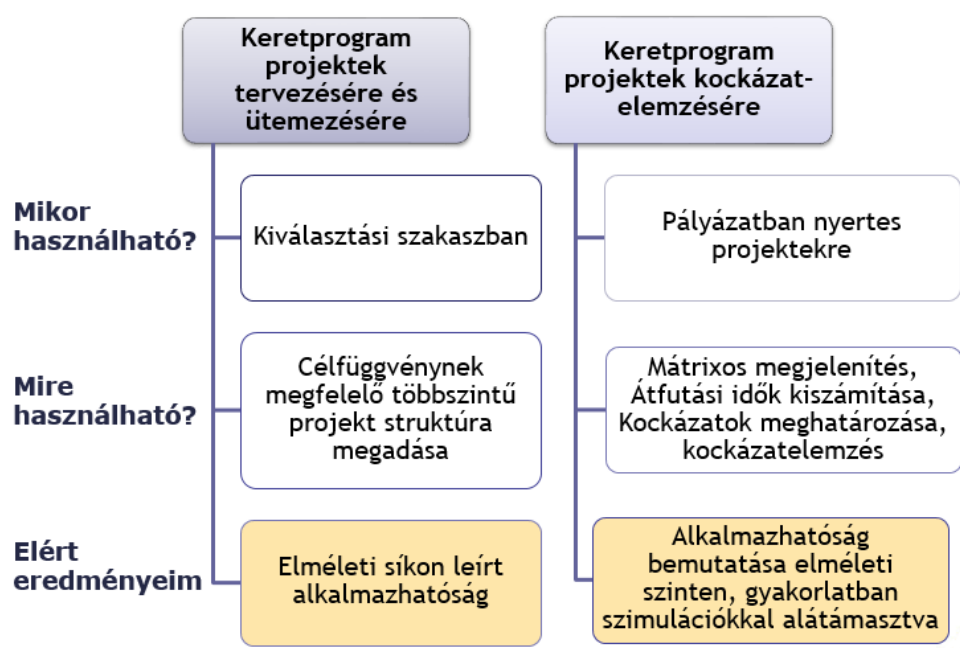 Keretprogram
projektek
tervezésére és
ütemezésére
Keretprogram
projektek kockázat-
elemzésére
Mikor
használható?
Kiválasztási szakaszban
Pályázatban nyertes
projektekre
Mire
használható?
Célfüggvénynek
megfelelő többszintű
projekt struktúra
megadása
Mátrixos megjelenítés,
Átfutási idők kiszámítása,
Kockázatok meghatározása,
kockázatelemzés
Elért
eredményeim
Elméleti síkon leírt
alkalmazhatóság
Alkalmazhatóság
bemutatása elméleti
szinten, gyakorlatban
szimulációkkal alátámasztva